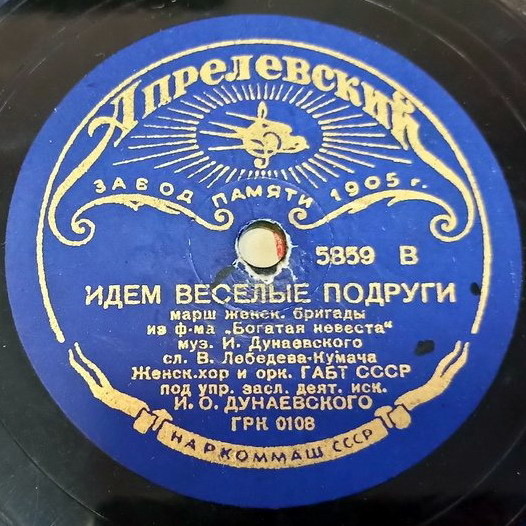 Апрелевский
ЗАВОД ПАМЯТИ 1905 г.
5859 В
ИДЕМ ВЕСЕЛЫЕ ПОДРУГИ
марш женск. бригады
из ф-ма „Богатая невеста"
муз. И. Дунаевского
сл. В. Лебедева-Кумача
Женск.хор и орк. ГАБТ СССР
под упр. засл. деят. иск.
И. О. ДУНАЕВСКОГО
ГРК 0108
НАРКОММАШ СССР